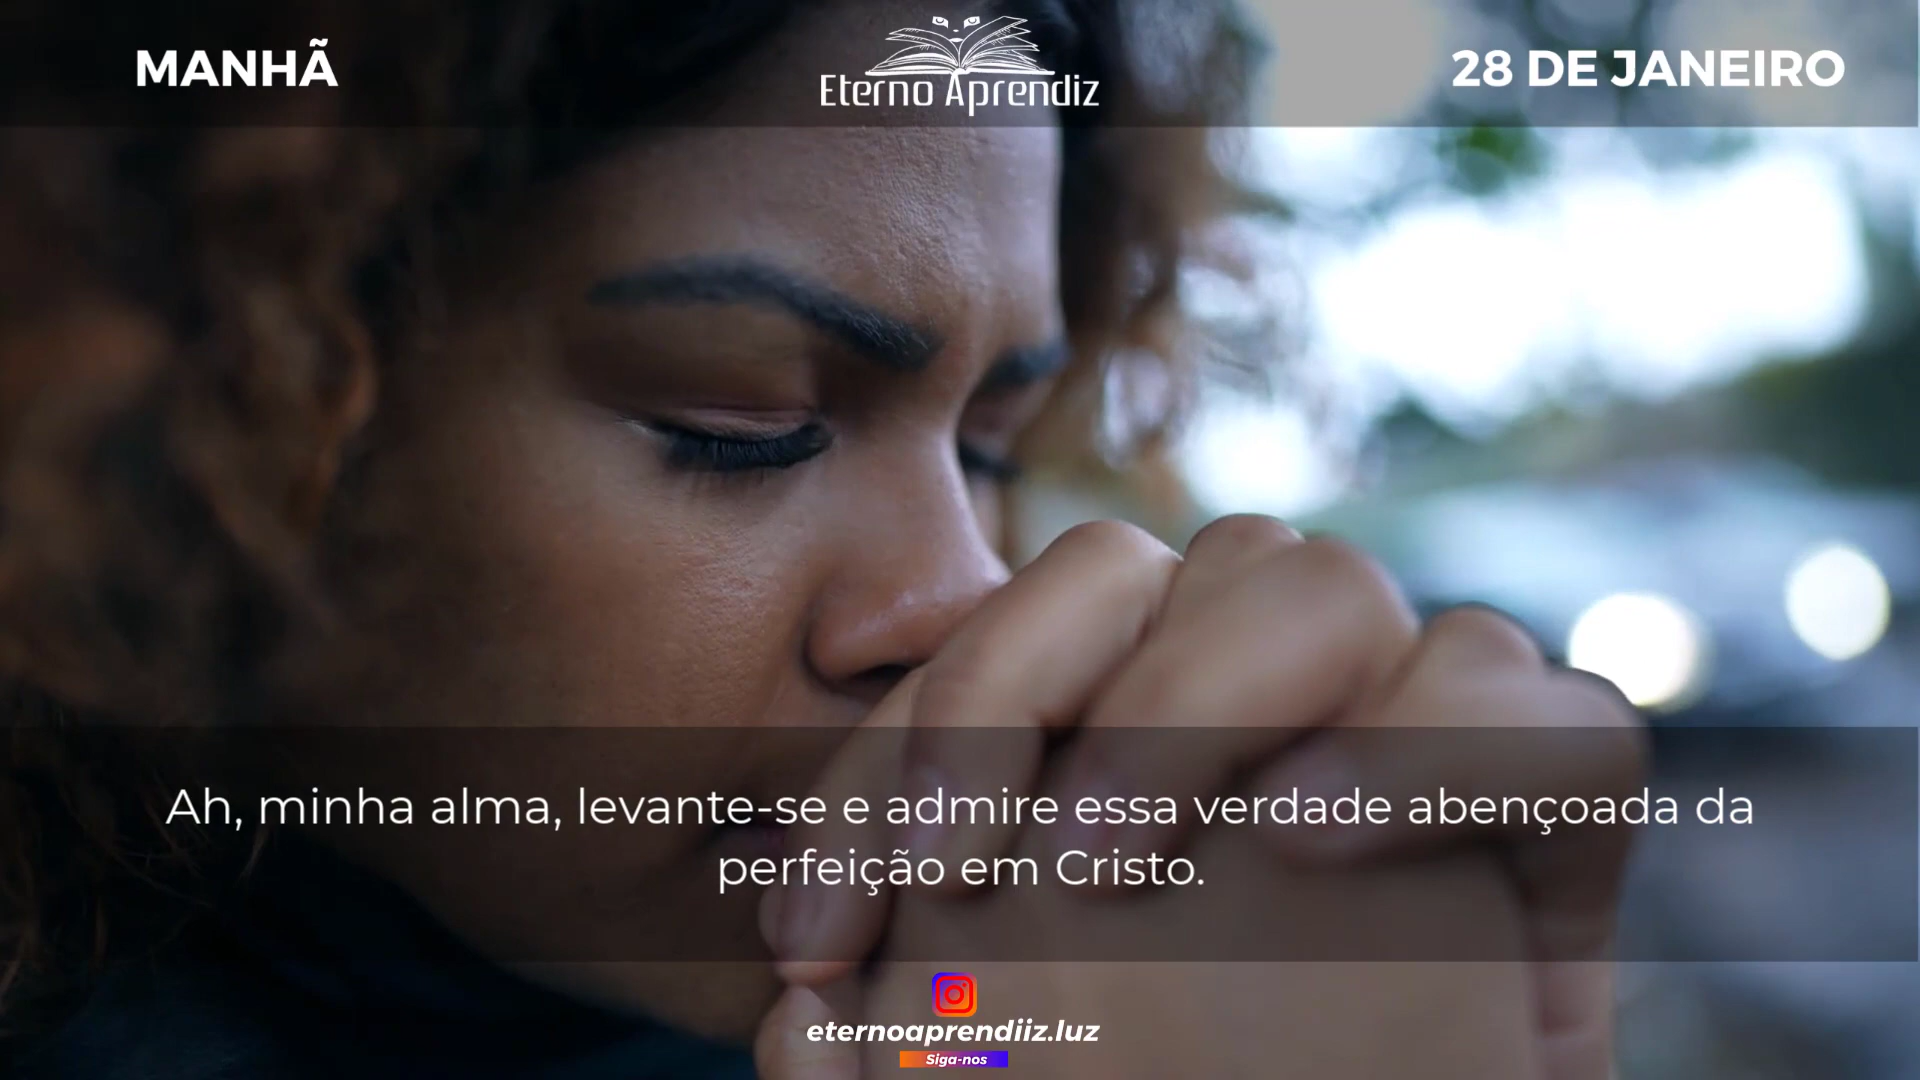 MANHÃ
Eterno Aprendiz
28 DE JANEIRO
Ah, minha alma, levante-se e admire essa verdade abençoada da
perfeição em Cristo.
eternoaprendiiz.luz
Siga-nos